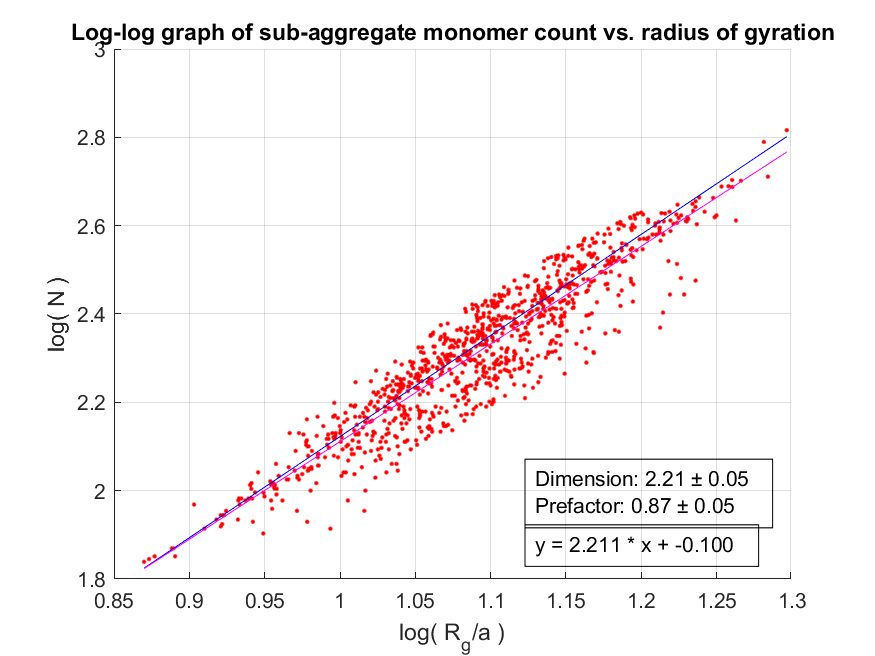 Log-log graph of sub-aggregate monomer count vs. radius of gyration
3
2.8
2.6
2.4
2.2
2
1.8
log( N )
Dimension: 2.21 ± 0.05
Prefactor: 0.87 ± 0.05
y = 2.211 * x + -0.100
0.85 0.9 0.95 1 1.05 1.1 1.15 1.2 1.25 1.3
log( R_g/a )